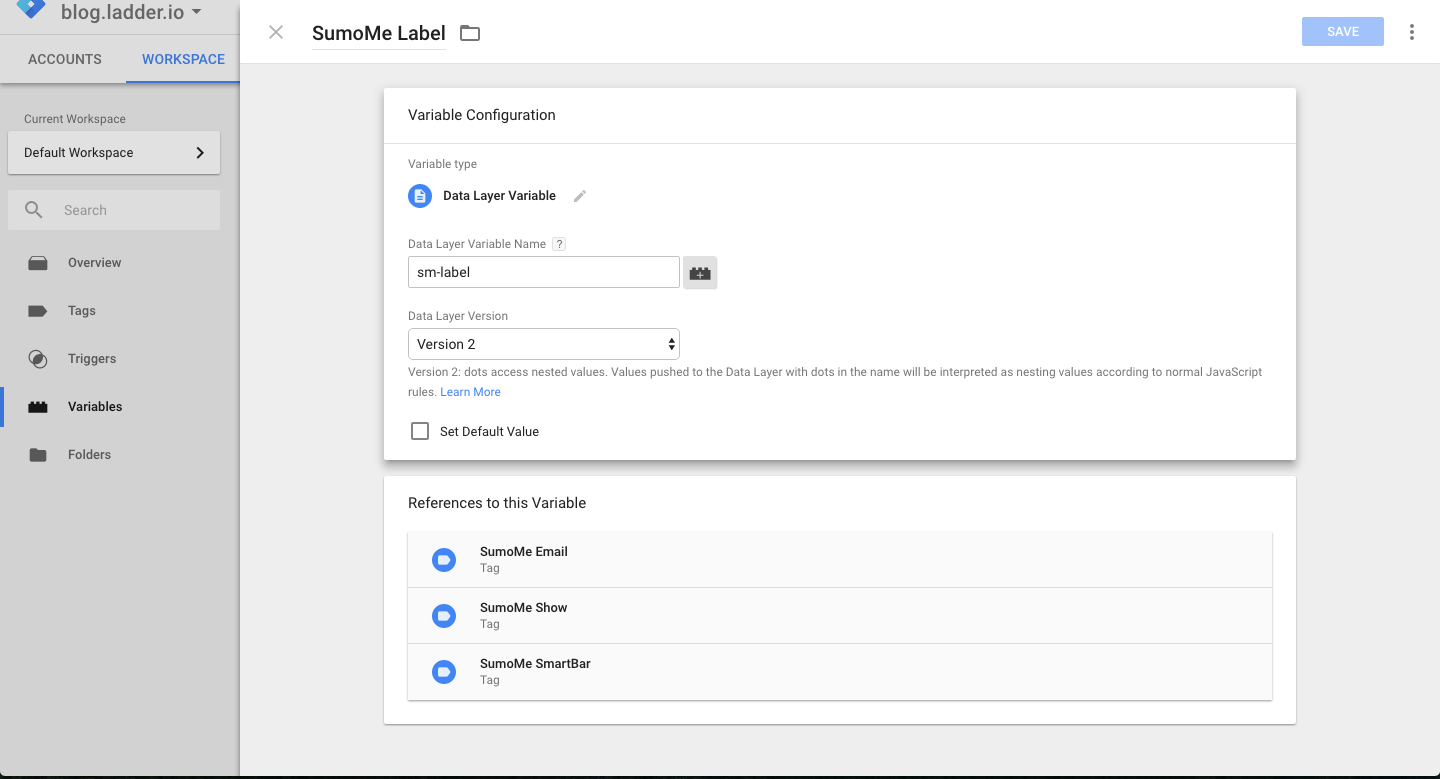 blog.ladder.io
ACCOUNTS
WORKSPACE
Current Workspace
Default Workspace
Search
Overview
Tags
Triggers
Variables
Folders
SumoMe Label
SAVE
Variable Configuration
Variable type
Data Layer Variable
Data Layer Variable Name ?
sm-label
Data Layer Version
Version 2
Version 2: dots access nested values. Values pushed to the Data Layer with dots in the name will be interpreted as nesting values according to normal JavaScript
rules. Learn More
Set Default Value
References to this Variable
SumoMe Email
Tag
SumoMe Show
Tag
SumoMe SmartBar
Tag